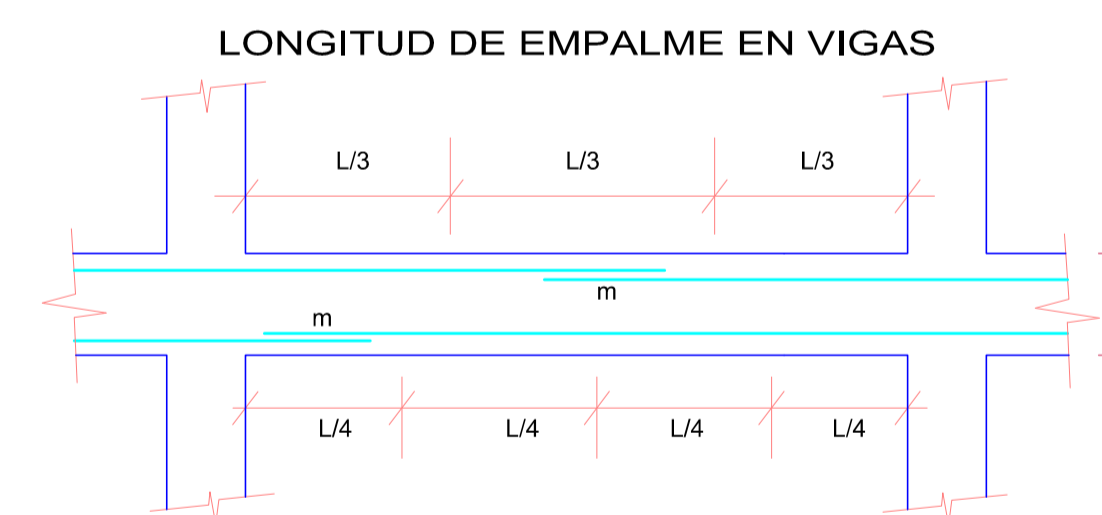 LONGITUD DE EMPALME EN VIGAS
L/3 L/3 L/3
m
m
L/4 L/4 L/4 L/4